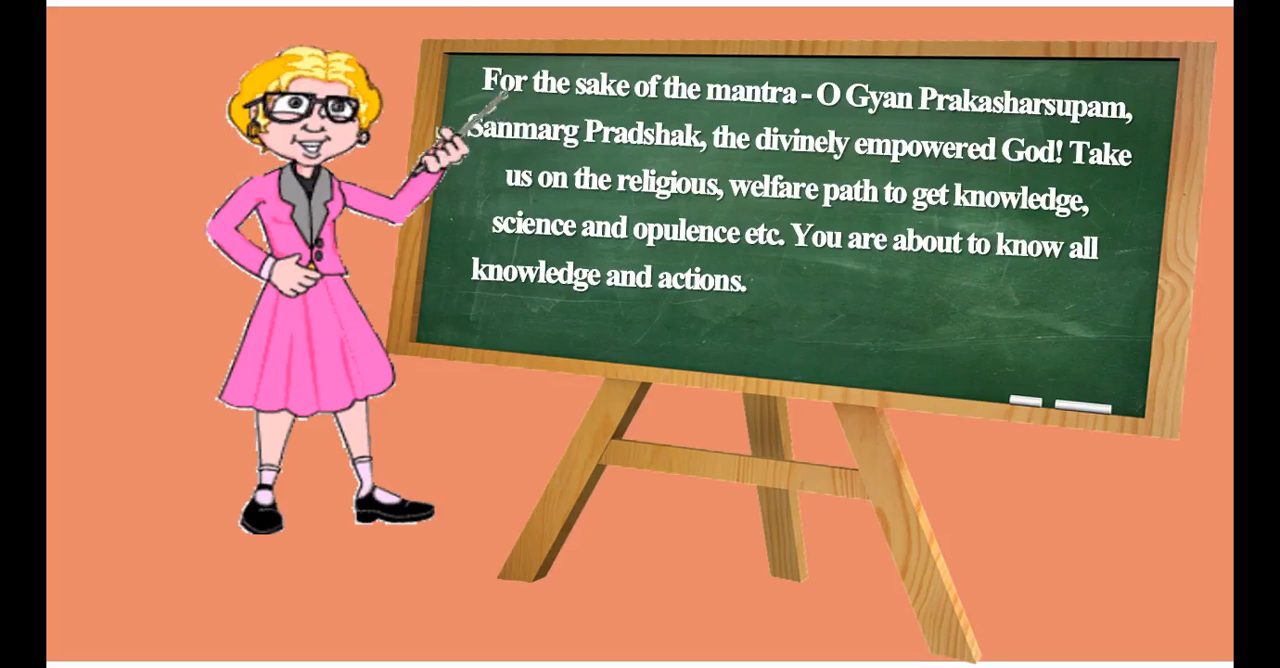 For the sake of the mantra - O Gyan Prakasharsupam,
Sanmarg Pradshak, the divinely empowered God! Take
us on the religious, welfare path to get knowledge,
science and opulence etc. You are about to know all
knowledge and actions.